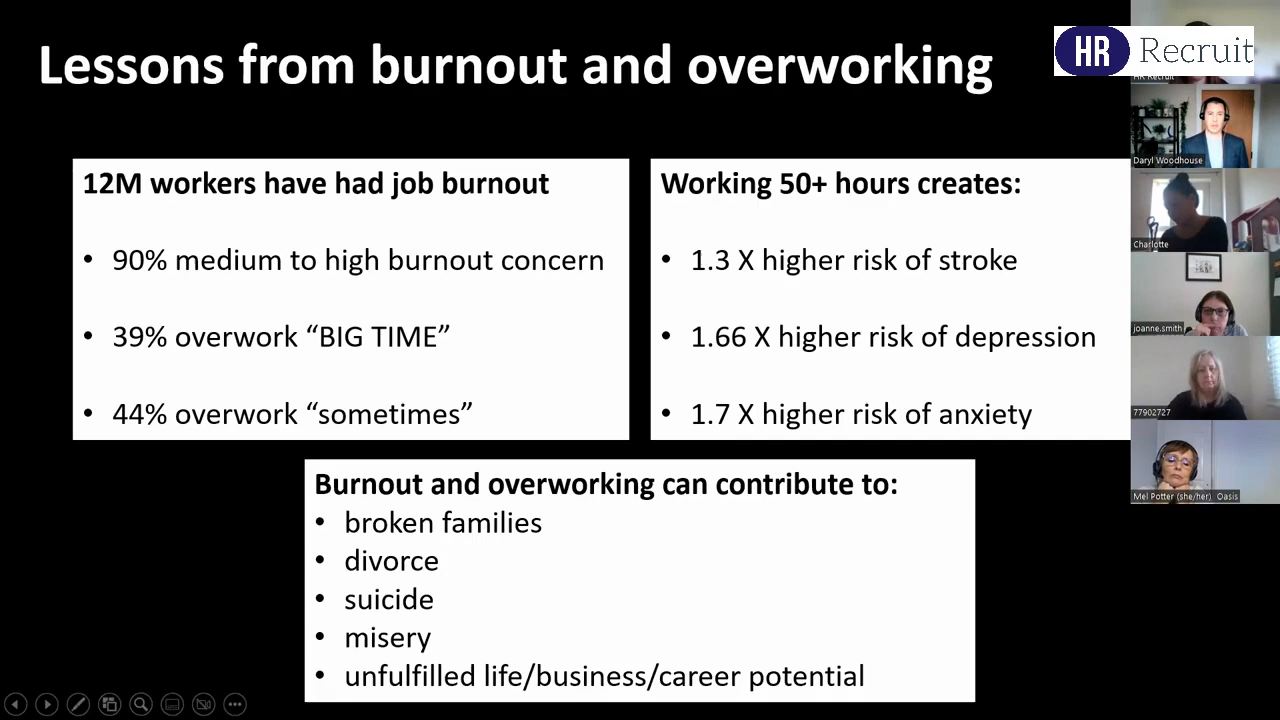 Lessons from burnout and overworking
HR Recruit
HR Recruit
12M workers have had job burnout
• 90% medium to high burnout concern
• 39% overwork “BIG TIME”
• 44% overwork “sometimes”
Working 50+ hours creates:
• 1.3 X higher risk of stroke
• 1.66 X higher risk of depression
• 1.7 X higher risk of anxiety
Burnout and overworking can contribute to:
• broken families
• divorce
• suicide
• misery
• unfulfilled life/business/career potential
Daryl Woodhouse
Charlotte
joanne.smith
77902727
Mel Potter (she/her) Oasis